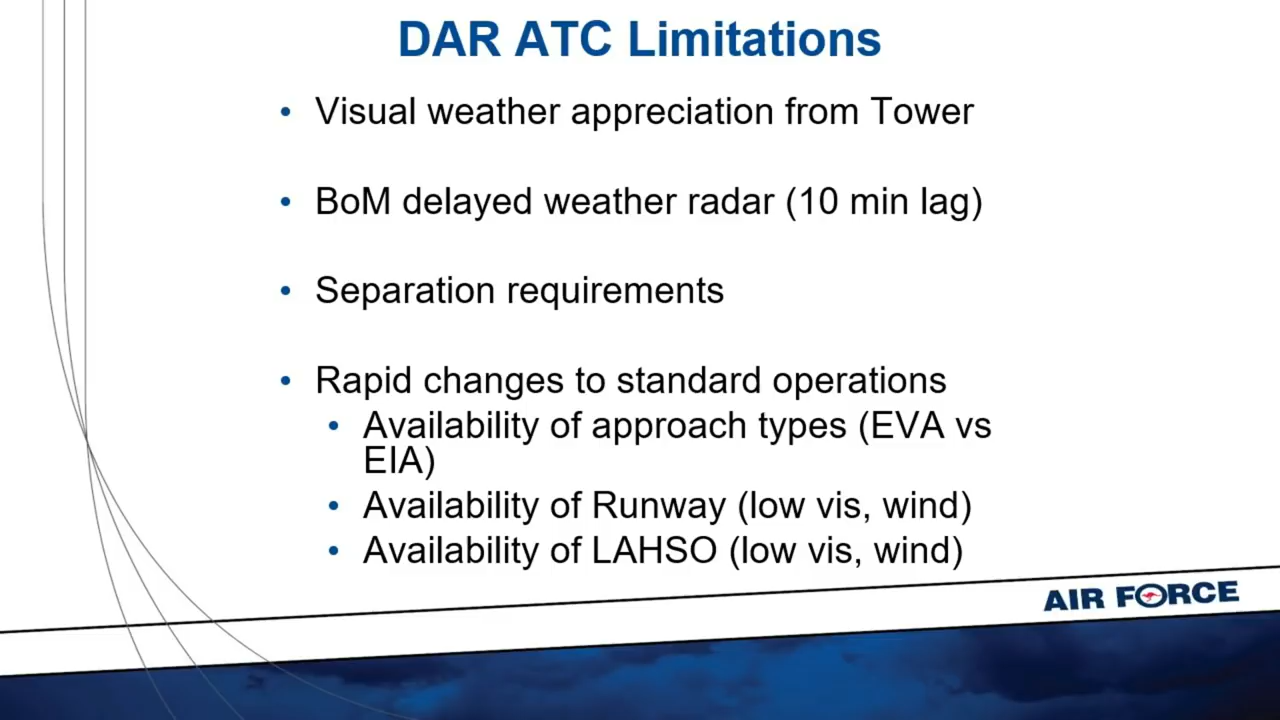 DAR ATC Limitations
• Visual weather appreciation from Tower
• BoM delayed weather radar (10 min lag)
• Separation requirements
• Rapid changes to standard operations
• Availability of approach types (EVA vs
EIA)
• Availability of Runway (low vis, wind)
• Availability of LAHSO (low vis, wind)
AIR FORCE